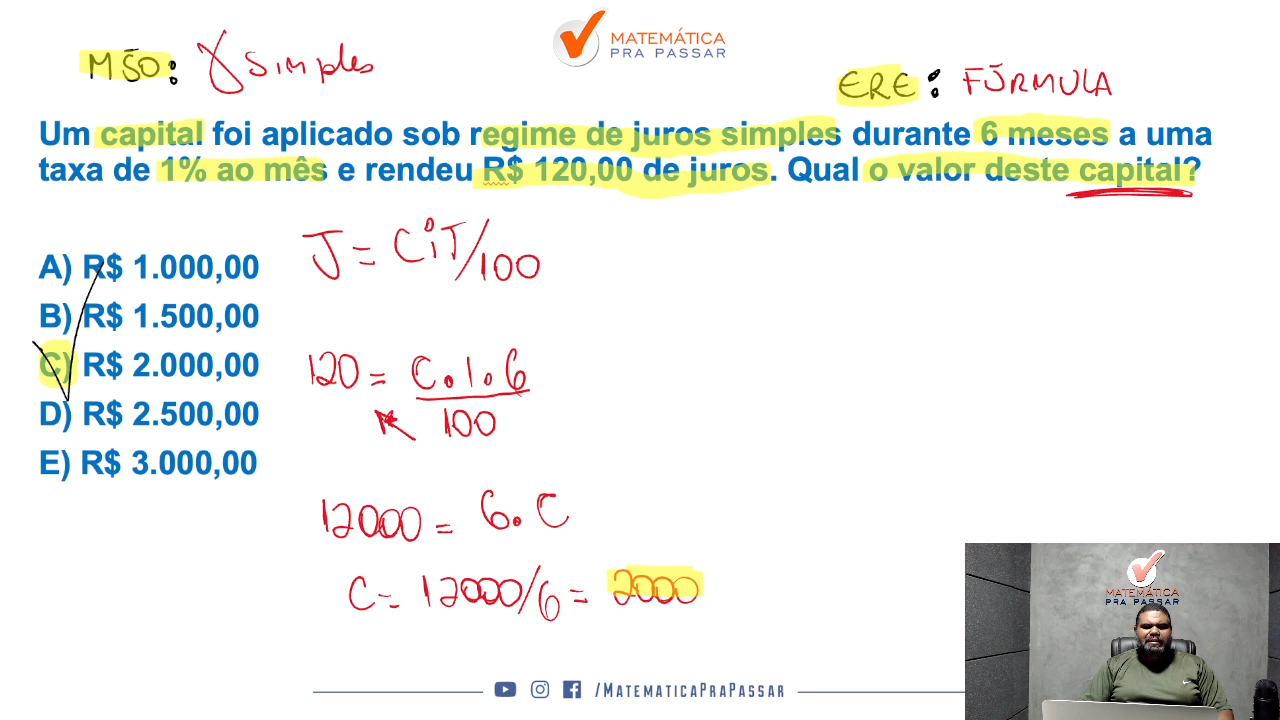 MATEMÁTICA
PRA PASSAR
MSO: J SIMPLES
ERE: FÓRMULA
Um capital foi aplicado sob regime de juros simples durante 6 meses a uma
taxa de 1% ao mês e rendeu R$ 120,00 de juros. Qual o valor deste capital?
J = CiT/100
A) R$ 1.000,00
B) R$ 1.500,00
C) R$ 2.000,00
D) R$ 2.500,00
E) R$ 3.000,00
120 = C.1.6
100
12000 = 6.C
C = 12000/6 = 2000
MATEMÁTICA
PRA PASSAR
/MATEMATICAPRAPASSAR